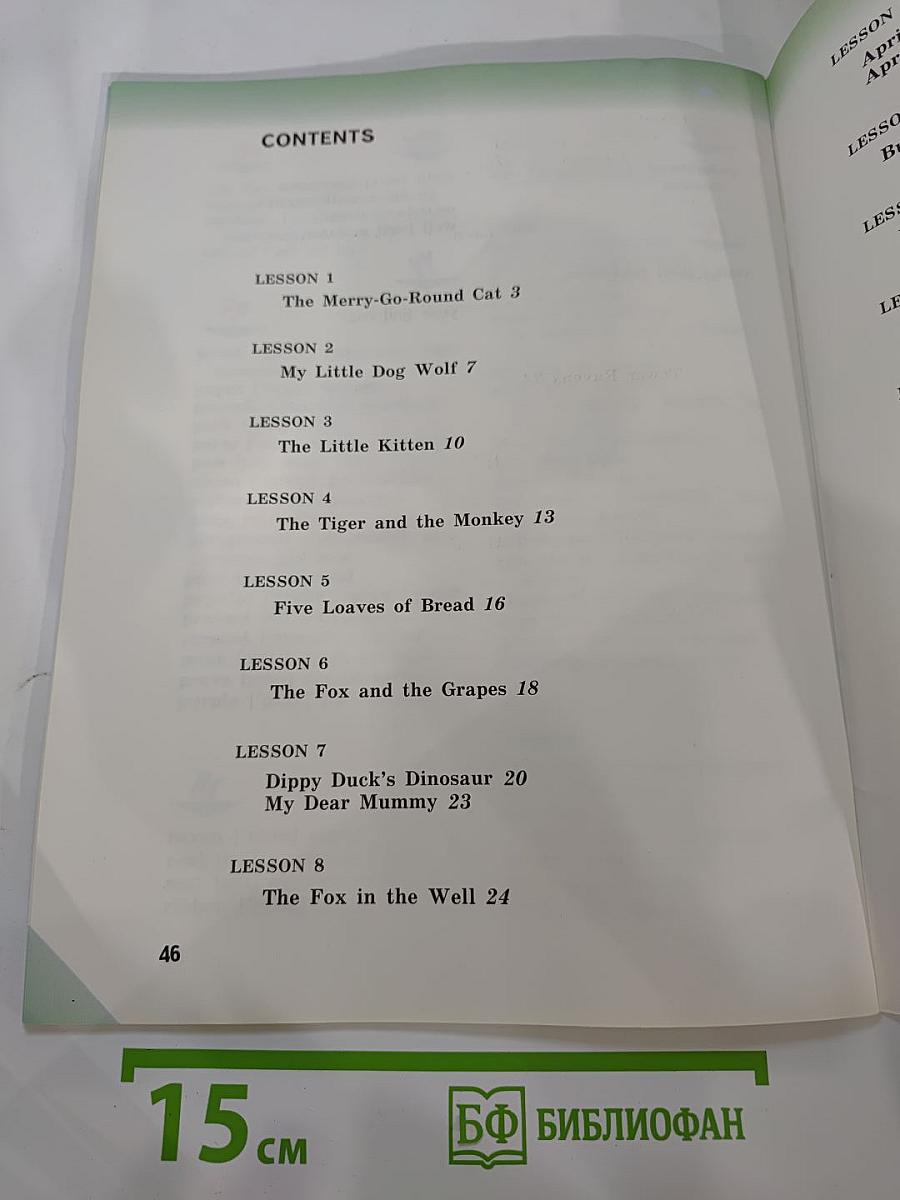 CONTENTS
LESSON 1
The Merry-Go-Round Cat 3
LESSON 2
My Little Dog Wolf 7
LESSON 3
The Little Kitten 10
LESSON 4
The Tiger and the Monkey 13
LESSON 5
Five Loaves of Bread 16
LESSON 6
The Fox and the Grapes 18
LESSON 7
Dippy Duck's Dinosaur 20
My Dear Mummy 23
LESSON 8
The Fox in the Well 24
46
LESSON
15 см
БФ БИБЛИОФАН